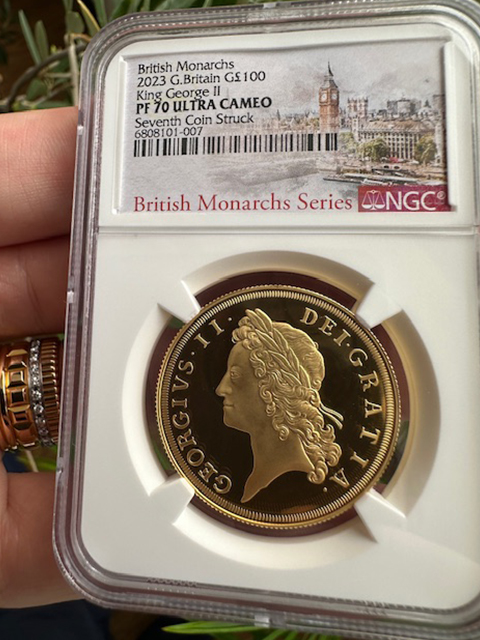 British Monarchs
2023 G.Britain G£100
King George II
PF 70 ULTRA CAMEO
Seventh Coin Struck
6808101-007
British Monarchs Series NGC®
GEORGIVS·II· DEI GRATIA·